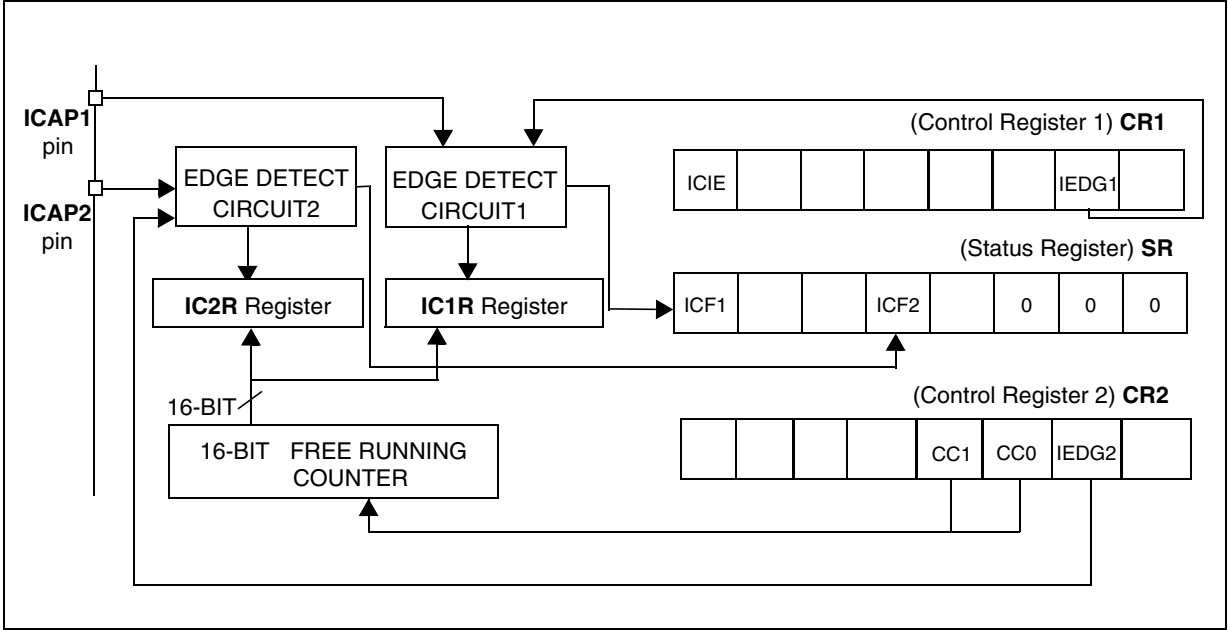 ICAP1
pin
ICAP2
pin
EDGE DETECT
CIRCUIT2
EDGE DETECT
CIRCUIT1
IC2R Register
IC1R Register
16-BIT
16-BIT FREE RUNNING
COUNTER
(Control Register 1) CR1
ICIE IEDG1
(Status Register) SR
ICF1 ICF2 0 0 0
(Control Register 2) CR2
CC1 CC0 IEDG2